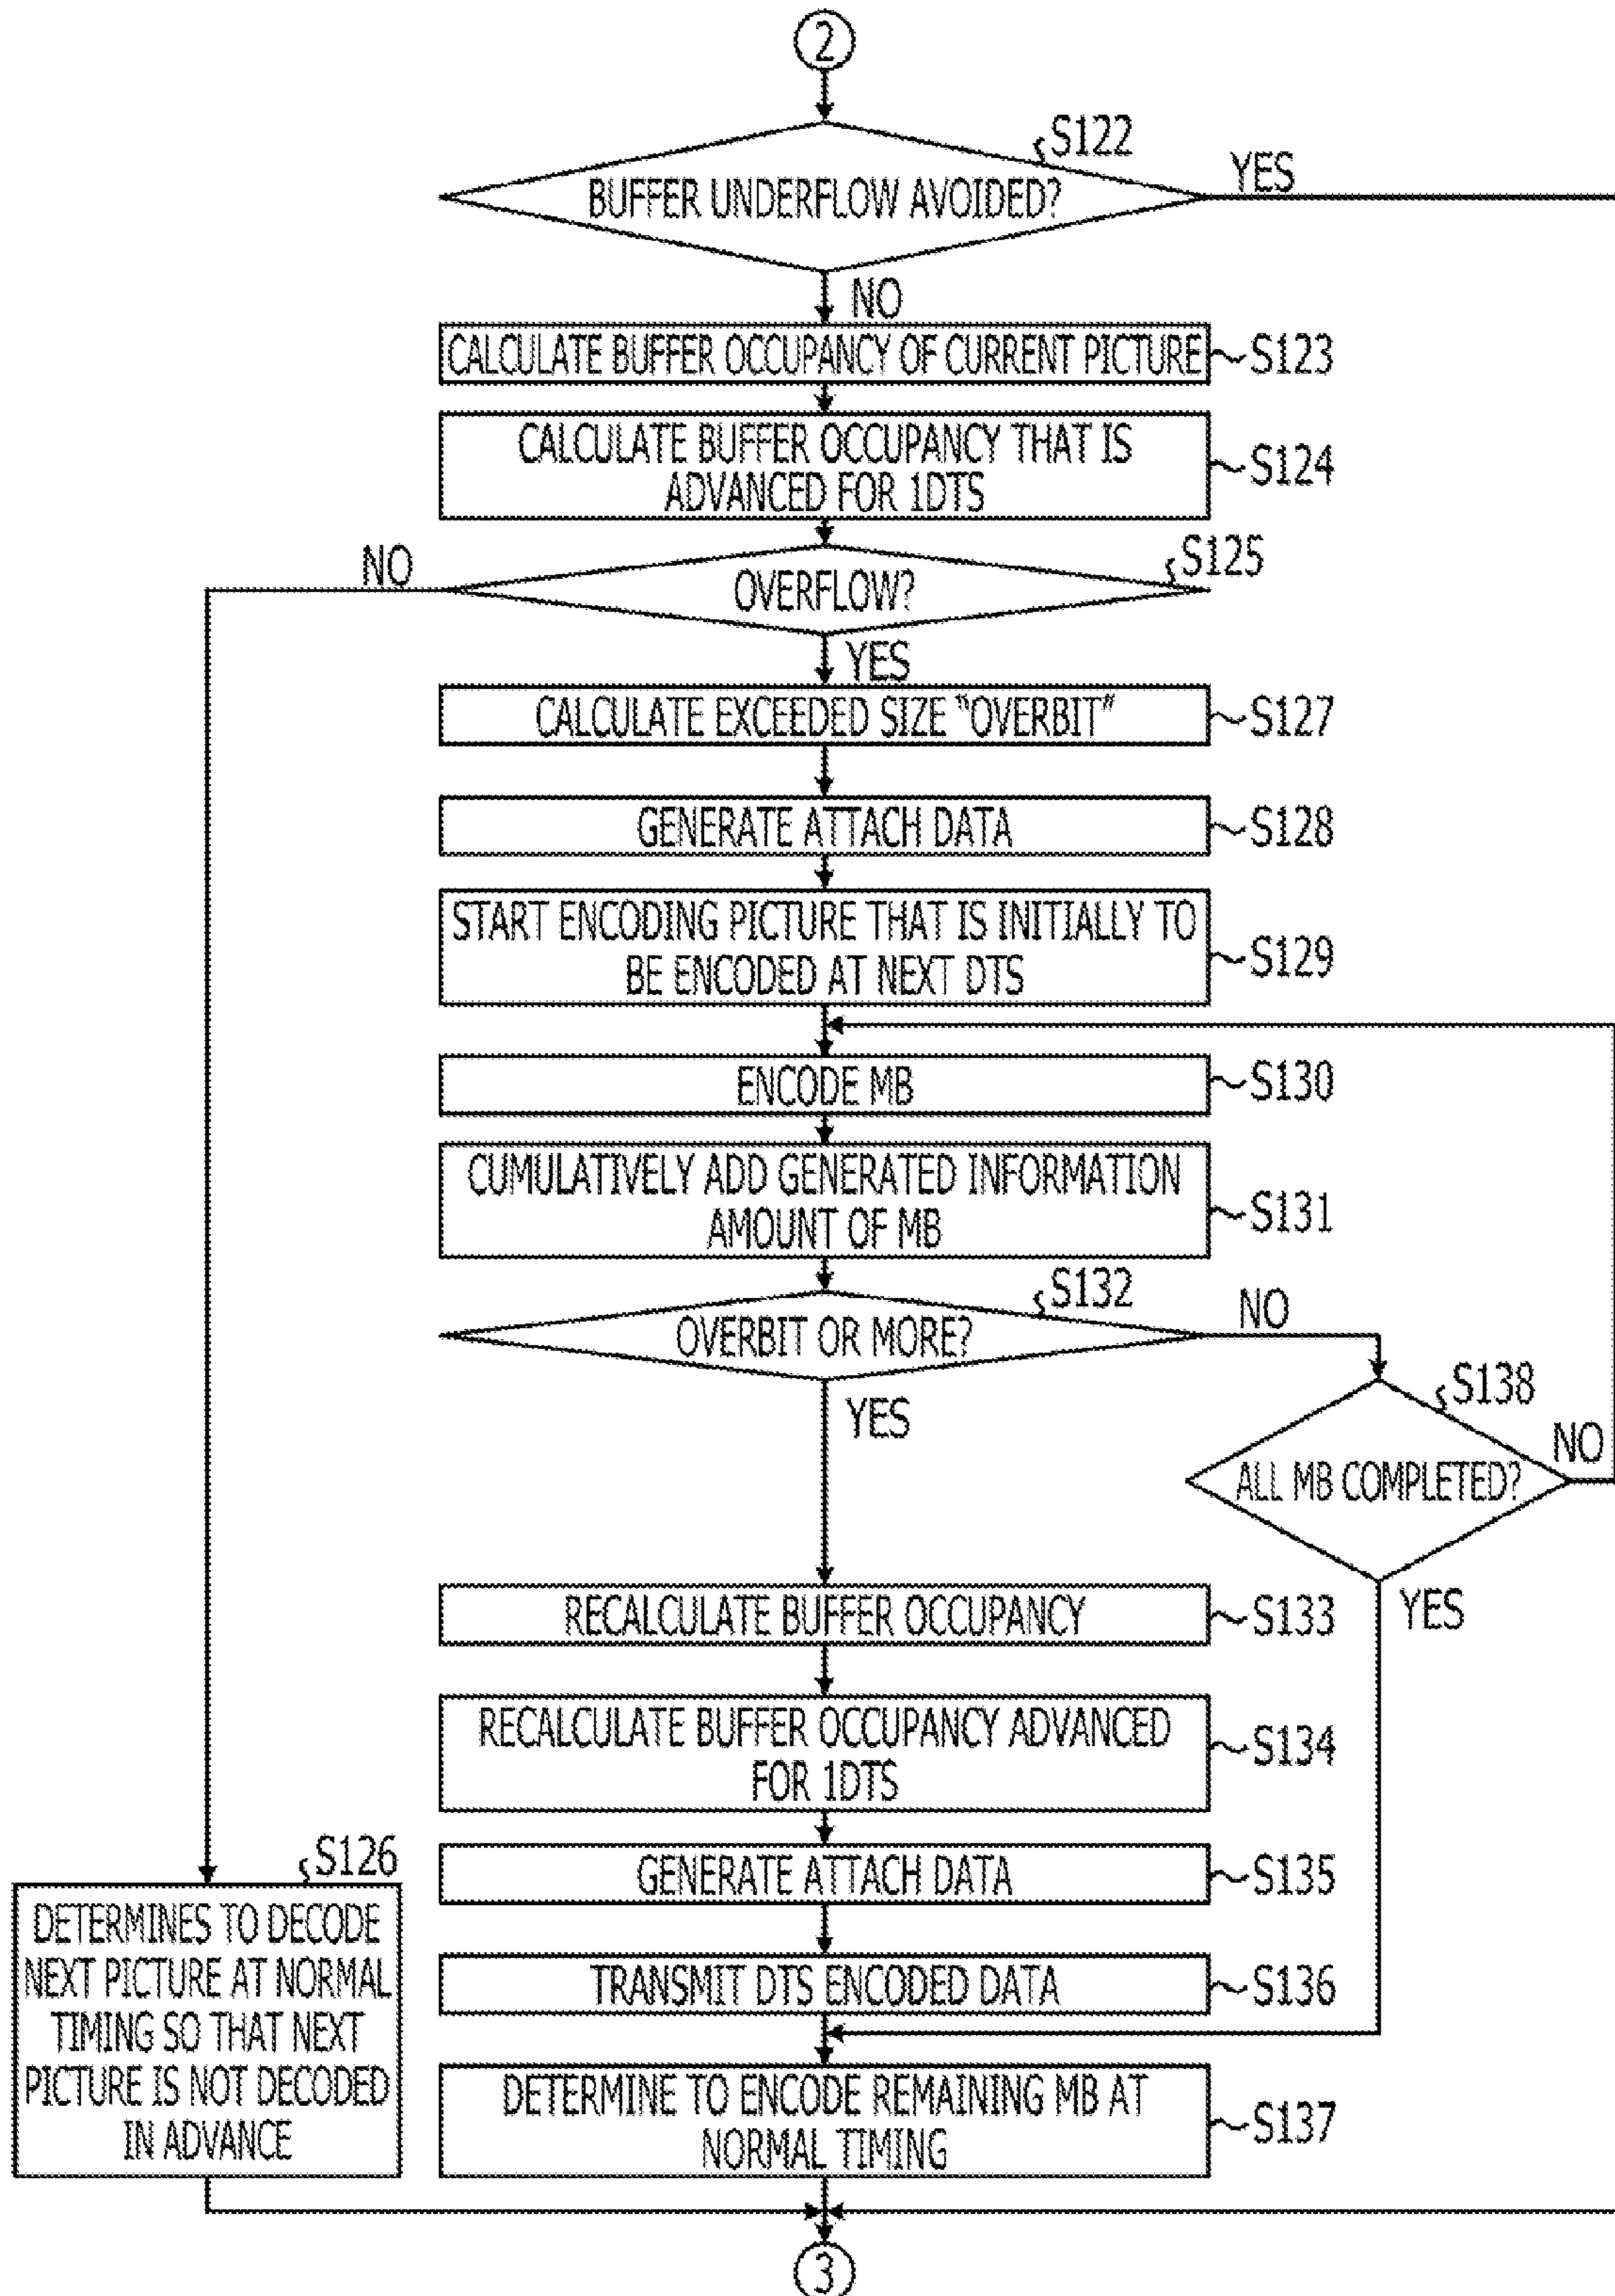 2
S122
BUFFER UNDERFLOW AVOIDED?
YES
NO
CALCULATE BUFFER OCCUPANCY OF CURRENT PICTURE
S123
CALCULATE BUFFER OCCUPANCY THAT IS
ADVANCED FOR 1DTS
S124
NO
S125
OVERFLOW?
YES
CALCULATE EXCEEDED SIZE "OVERBIT"
S127
GENERATE ATTACH DATA
S128
START ENCODING PICTURE THAT IS INITIALLY TO
BE ENCODED AT NEXT DTS
S129
ENCODE MB
S130
CUMULATIVELY ADD GENERATED INFORMATION
AMOUNT OF MB
S131
S132
OVERBIT OR MORE?
NO
YES
S138
ALL MB COMPLETED?
NO
YES
RECALCULATE BUFFER OCCUPANCY
S133
RECALCULATE BUFFER OCCUPANCY ADVANCED
FOR 1DTS
S134
GENERATE ATTACH DATA
S135
TRANSMIT DTS ENCODED DATA
S136
S126
DETERMINES TO DECODE
NEXT PICTURE AT NORMAL
TIMING SO THAT NEXT
PICTURE IS NOT DECODED
IN ADVANCE
DETERMINE TO ENCODE REMAINING MB AT
NORMAL TIMING
S137
3